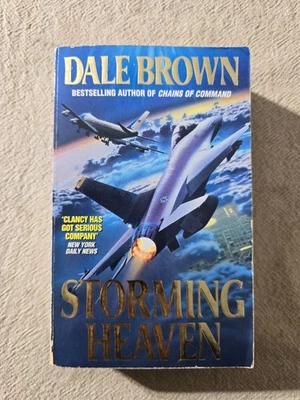 DALE BROWN
BESTSELLING AUTHOR OF CHAINS OF COMMAND
'CLANCY HAS
GOT SERIOUS
COMPANY'
NEW YORK
DAILY NEWS
STORMING
HEAVEN